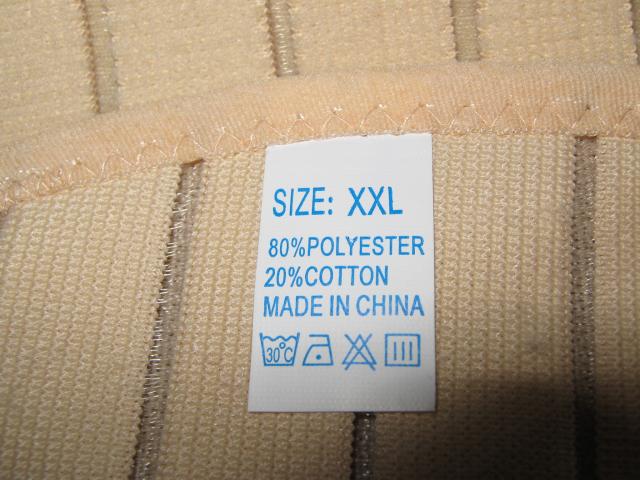 SIZE: XXL
80%POLYESTER
20%COTTON
MADE IN CHINA
30°C